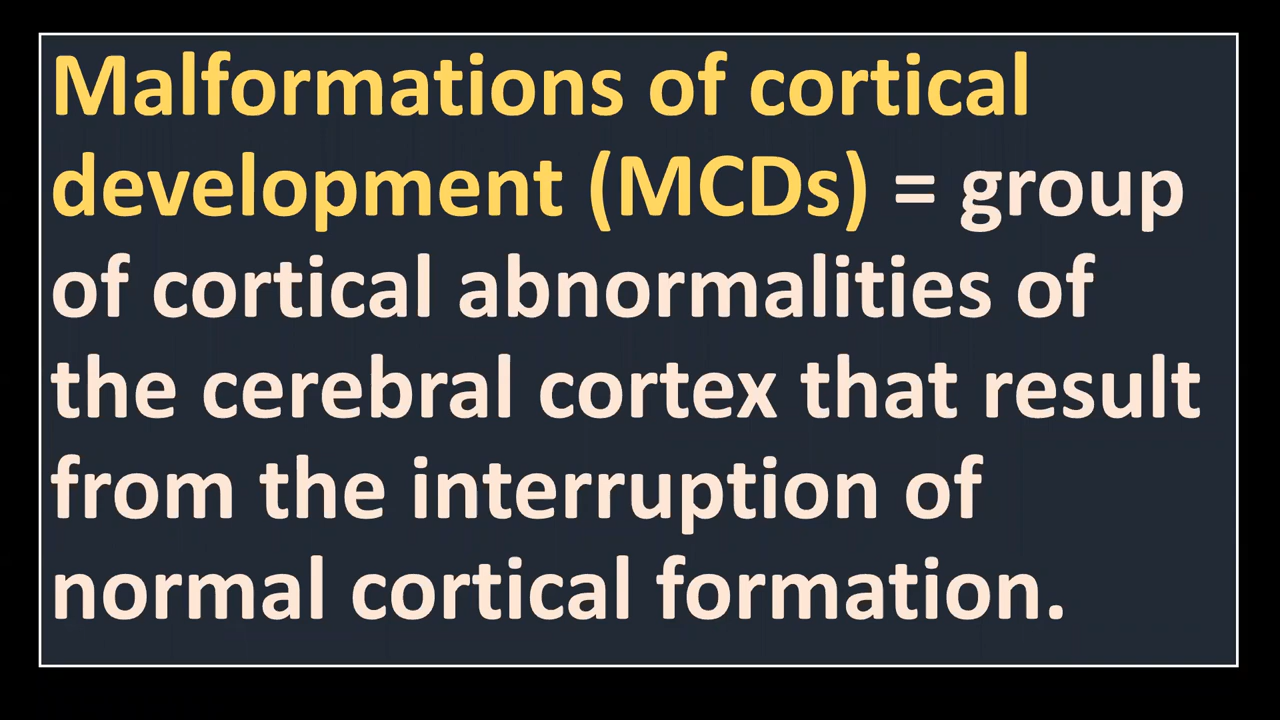 Malformations of cortical
development (MCDs) = group
of cortical abnormalities of
the cerebral cortex that result
from the interruption of
normal cortical formation.